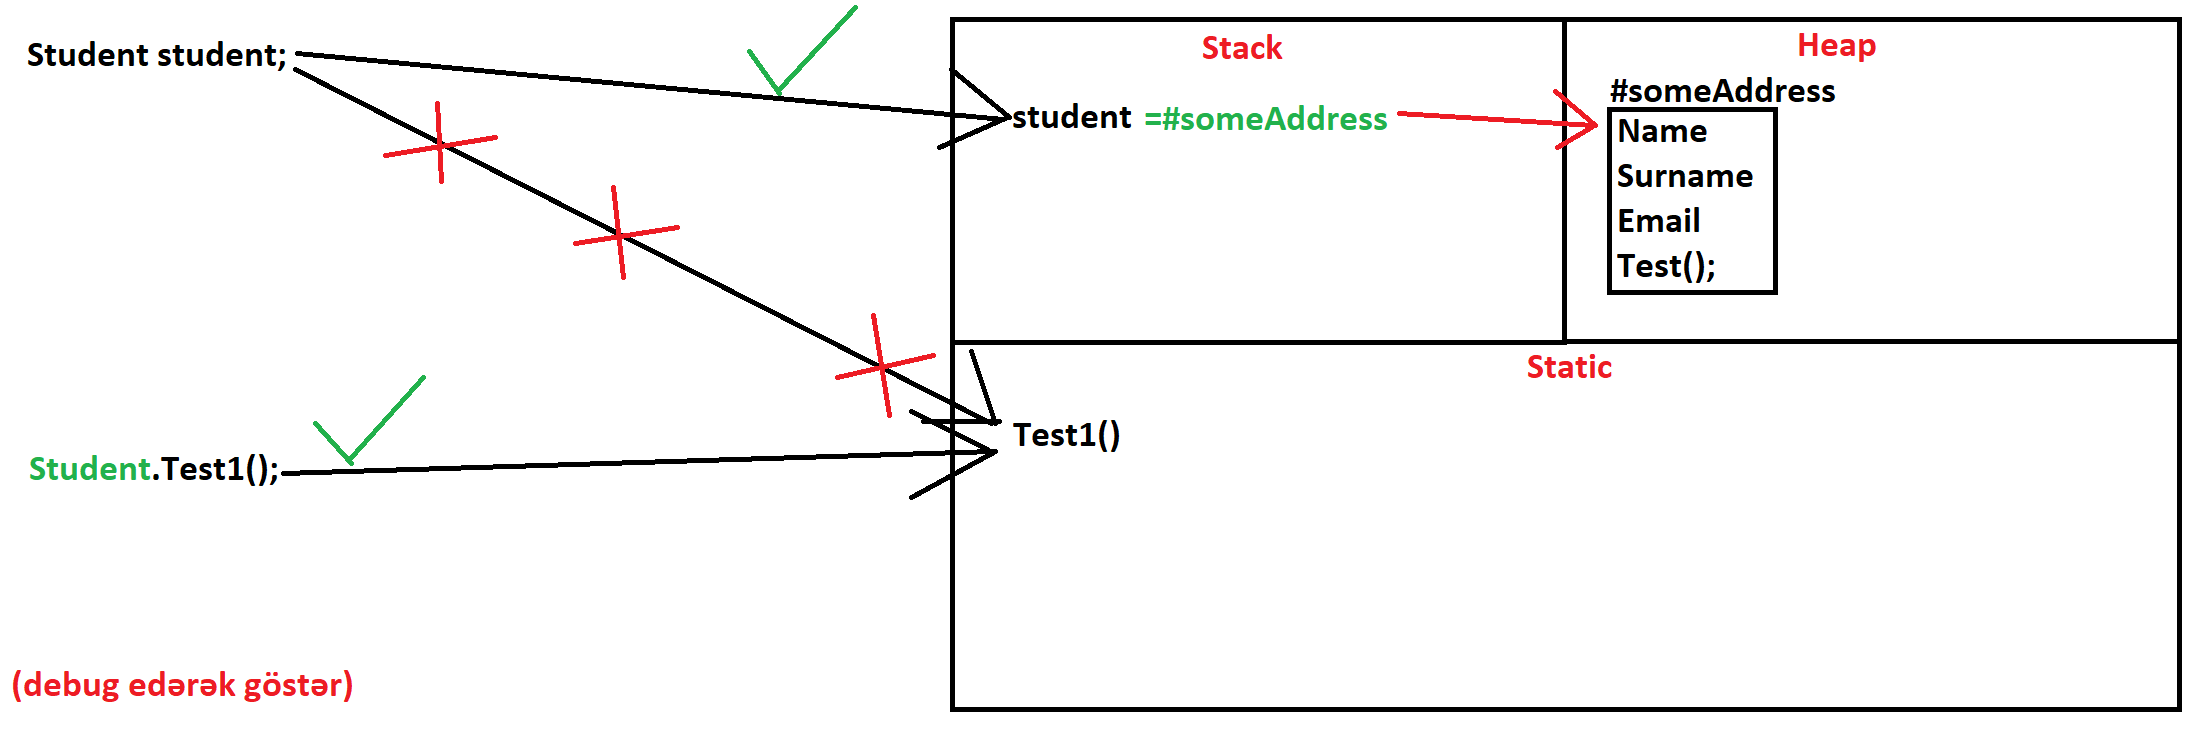 Student student;
Stack
Heap
student =#someAddress
#someAddress
Name
Surname
Email
Test();
Static
Test1()
Student.Test1();
(debug edərək göstər)